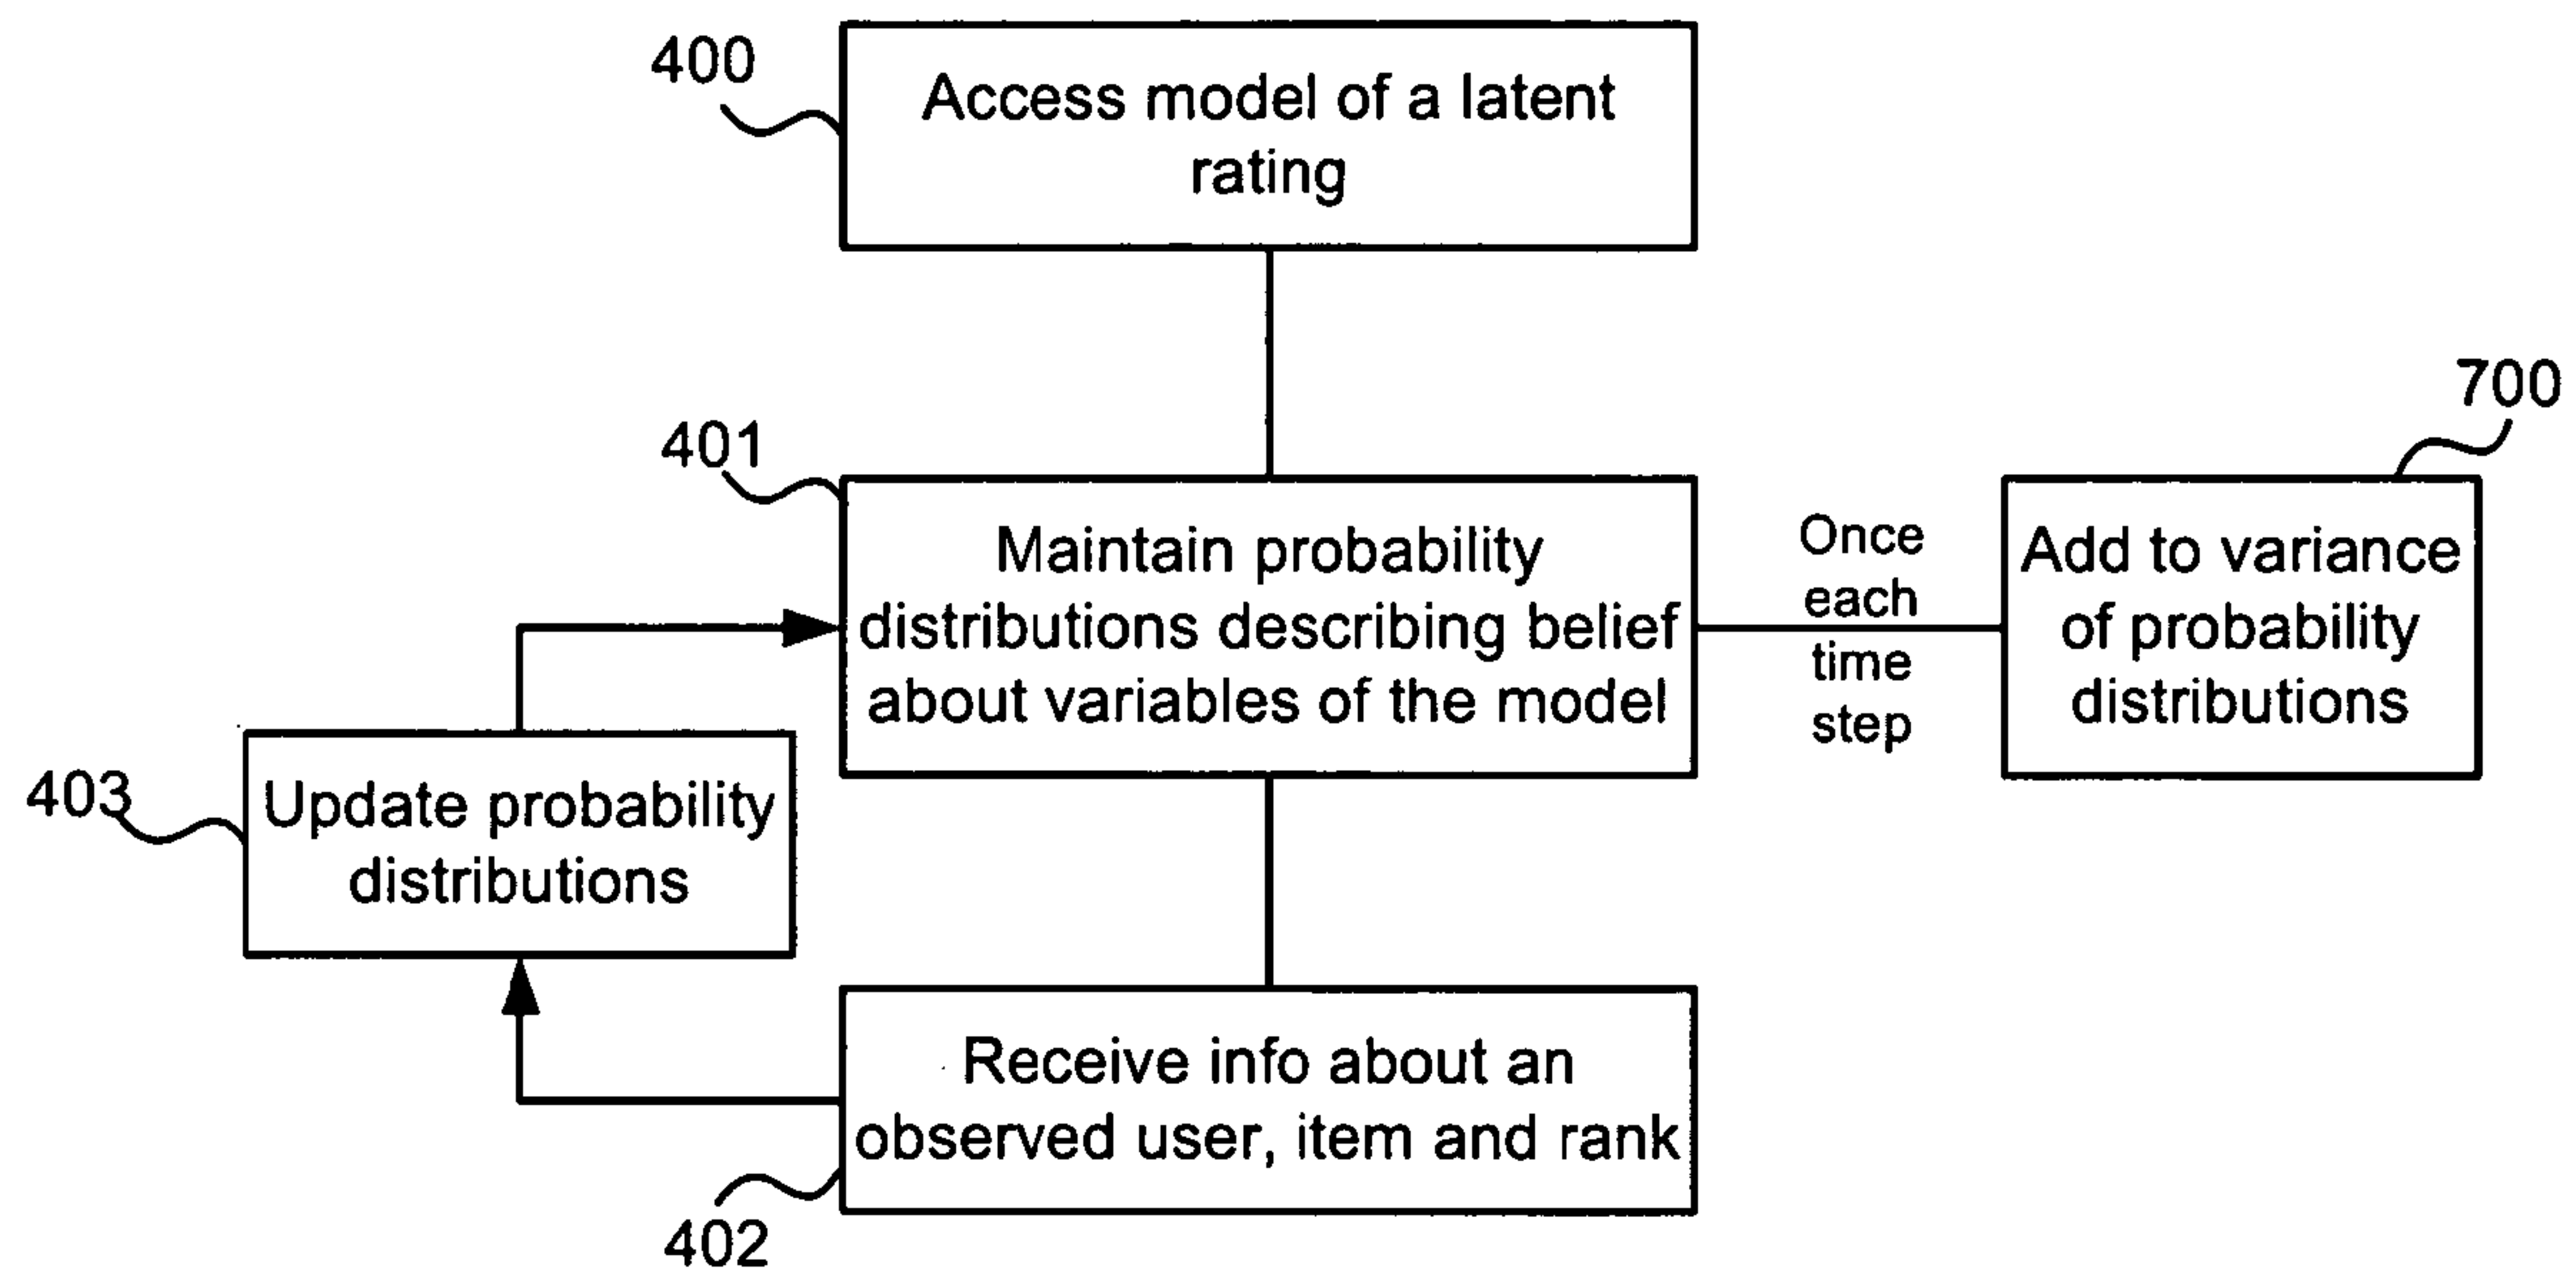 400
Access model of a latent
rating
700
401
Maintain probability
distributions describing belief
about variables of the model
Once
each
time
step
Add to variance
of probability
distributions
403
Update probability
distributions
Receive info about an
observed user, item and rank
402